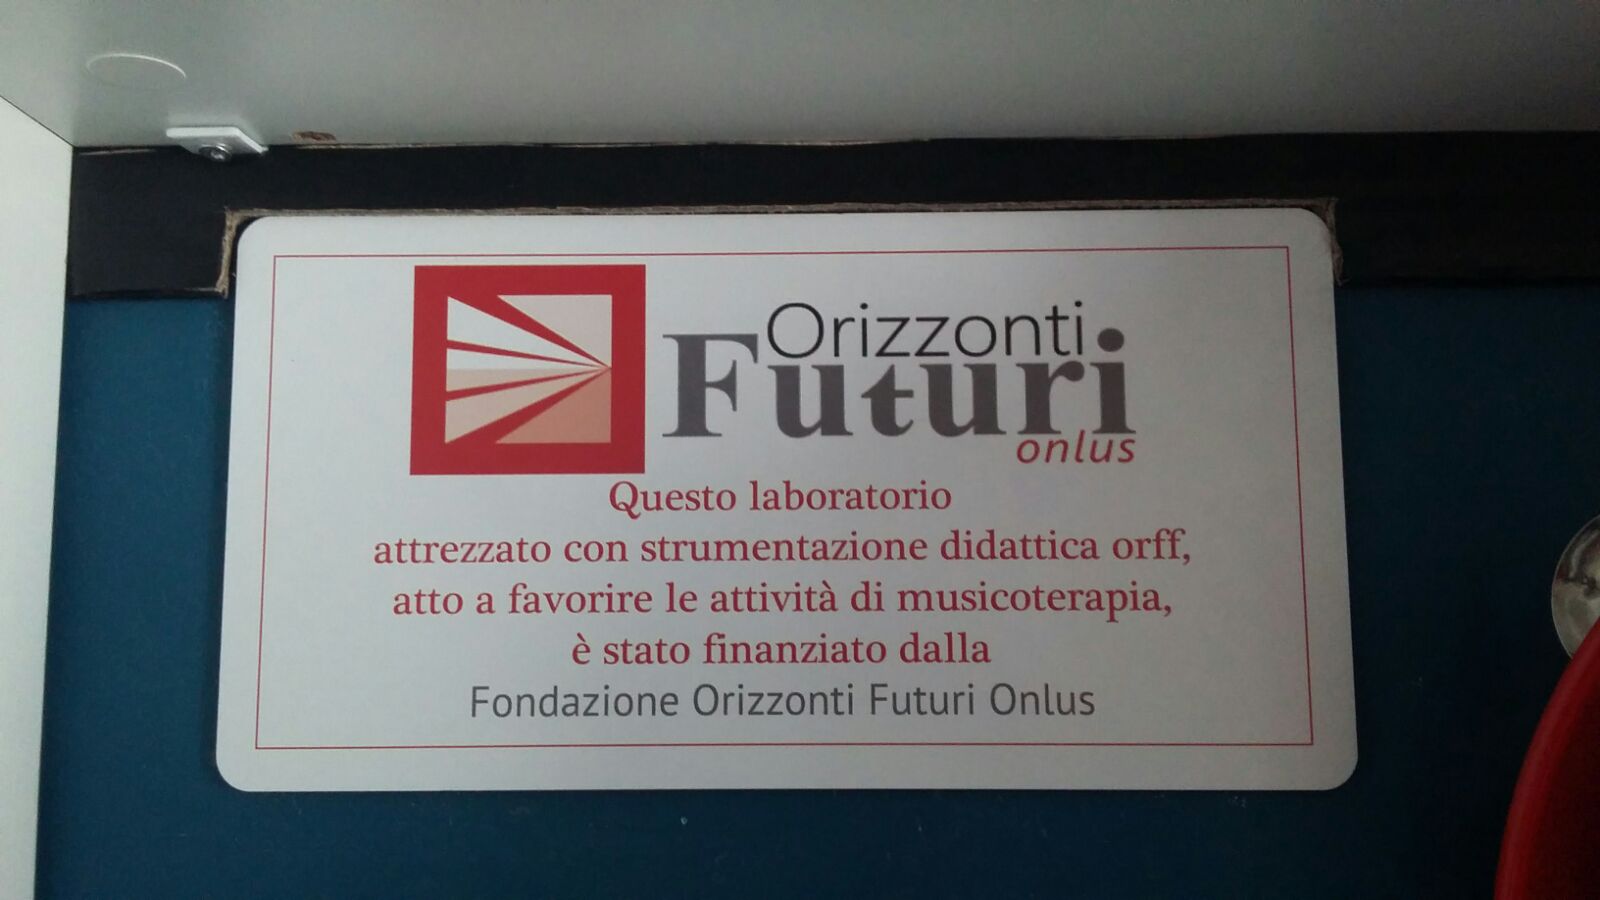 Orizzonti
Futuri
onlus
Questo laboratorio
attrezzato con strumentazione didattica orff,
atto a favorire le attività di musicoterapia,
è stato finanziato dalla
Fondazione Orizzonti Futuri Onlus